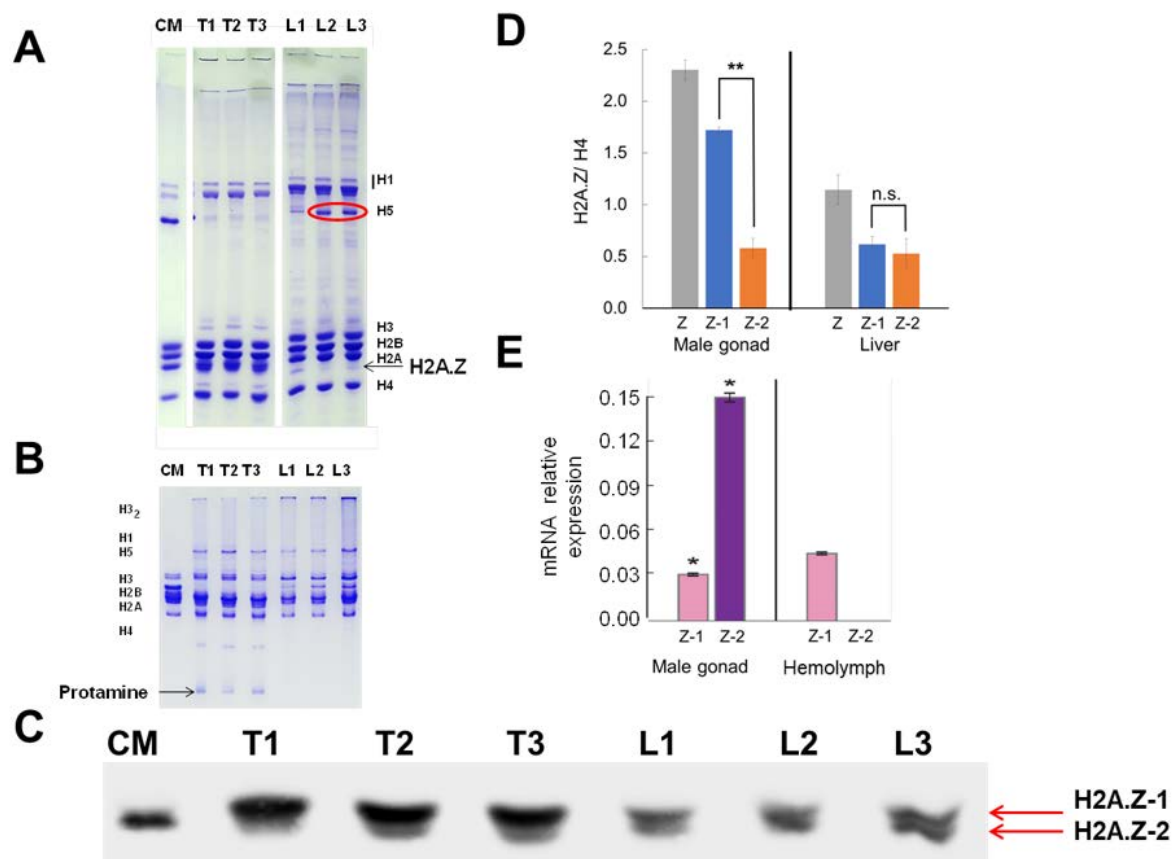 A
CM T1 T2 T3 L1 L2 L3
H1
H5
H3
H2B
H2A
H2A.Z
H4
B
CM T1 T2 T3 L1 L2 L3
H3₂
H1
H5
H3
H2B
H2A
H4
Protamine
C
CM T1 T2 T3 L1 L2 L3
H2A.Z-1
H2A.Z-2
D
H2A.Z/ H4
2.5
2.0
1.5
1.0
0.5
0.0
**
n.s.
Z Z-1 Z-2 Z Z-1 Z-2
Male gonad Liver
E
mRNA relative
expression
0.15
0.12
0.09
0.06
0.03
0.00
*
*
Z-1 Z-2 Z-1 Z-2
Male gonad Hemolymph